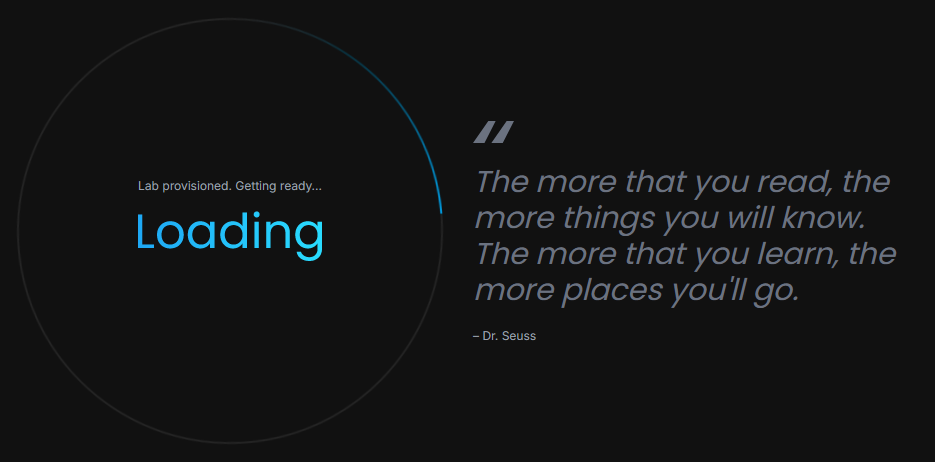 Lab provisioned. Getting ready...
Loading
"
The more that you read, the
more things you will know.
The more that you learn, the
more places you'll go.
– Dr. Seuss